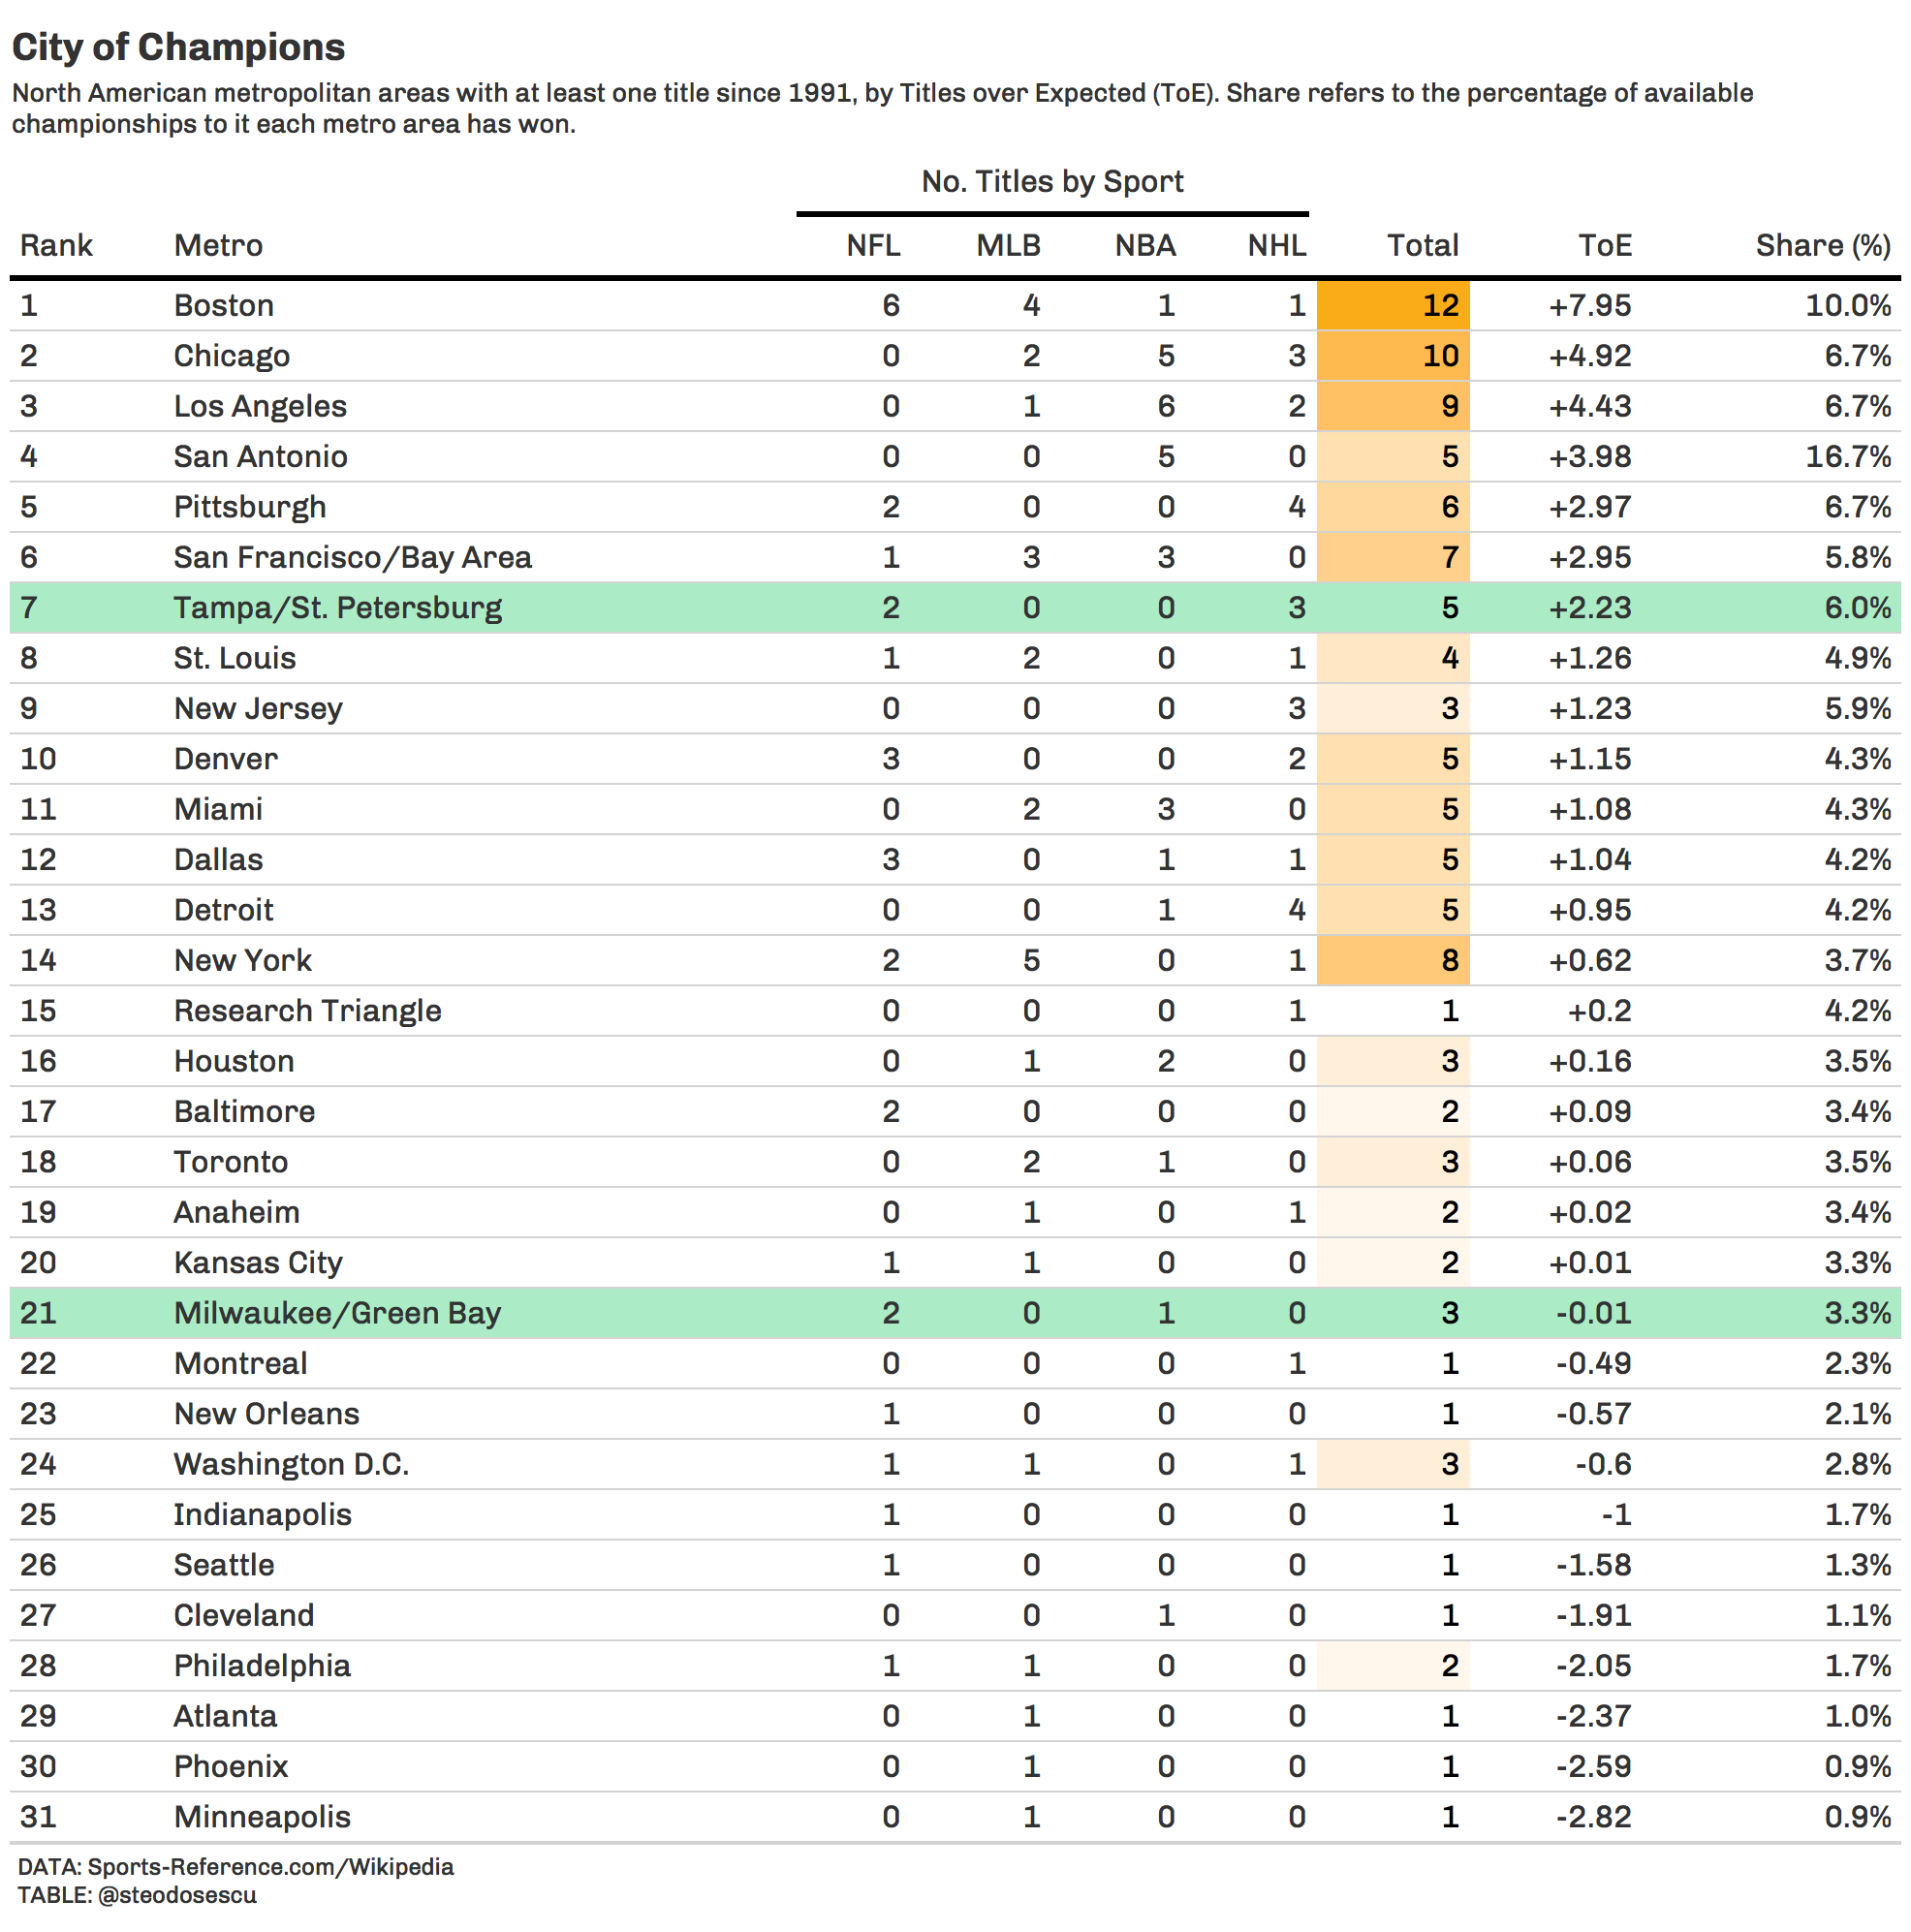 City of Champions
North American metropolitan areas with at least one title since 1991, by Titles over Expected (ToE). Share refers to the percentage of available
championships to it each metro area has won.
No. Titles by Sport
Rank Metro NFL MLB NBA NHL Total ToE Share (%)
1 Boston 6 4 1 1 12 +7.95 10.0%
2 Chicago 0 2 5 3 10 +4.92 6.7%
3 Los Angeles 0 1 6 2 9 +4.43 6.7%
4 San Antonio 0 0 5 0 5 +3.98 16.7%
5 Pittsburgh 2 0 0 4 6 +2.97 6.7%
6 San Francisco/Bay Area 1 3 3 0 7 +2.95 5.8%
7 Tampa/St. Petersburg 2 0 0 3 5 +2.23 6.0%
8 St. Louis 1 2 0 1 4 +1.26 4.9%
9 New Jersey 0 0 0 3 3 +1.23 5.9%
10 Denver 3 0 0 2 5 +1.15 4.3%
11 Miami 0 2 3 0 5 +1.08 4.3%
12 Dallas 3 0 1 1 5 +1.04 4.2%
13 Detroit 0 0 1 4 5 +0.95 4.2%
14 New York 2 5 0 1 8 +0.62 3.7%
15 Research Triangle 0 0 0 1 1 +0.2 4.2%
16 Houston 0 1 2 0 3 +0.16 3.5%
17 Baltimore 2 0 0 0 2 +0.09 3.4%
18 Toronto 0 2 1 0 3 +0.06 3.5%
19 Anaheim 0 1 0 1 2 +0.02 3.4%
20 Kansas City 1 1 0 0 2 +0.01 3.3%
21 Milwaukee/Green Bay 2 0 1 0 3 -0.01 3.3%
22 Montreal 0 0 0 1 1 -0.49 2.3%
23 New Orleans 1 0 0 0 1 -0.57 2.1%
24 Washington D.C. 1 1 0 1 3 -0.6 2.8%
25 Indianapolis 1 0 0 0 1 -1 1.7%
26 Seattle 1 0 0 0 1 -1.58 1.3%
27 Cleveland 0 0 1 0 1 -1.91 1.1%
28 Philadelphia 1 1 0 0 2 -2.05 1.7%
29 Atlanta 0 1 0 0 1 -2.37 1.0%
30 Phoenix 0 1 0 0 1 -2.59 0.9%
31 Minneapolis 0 1 0 0 1 -2.82 0.9%
DATA: Sports-Reference.com/Wikipedia
TABLE: @steodosescu